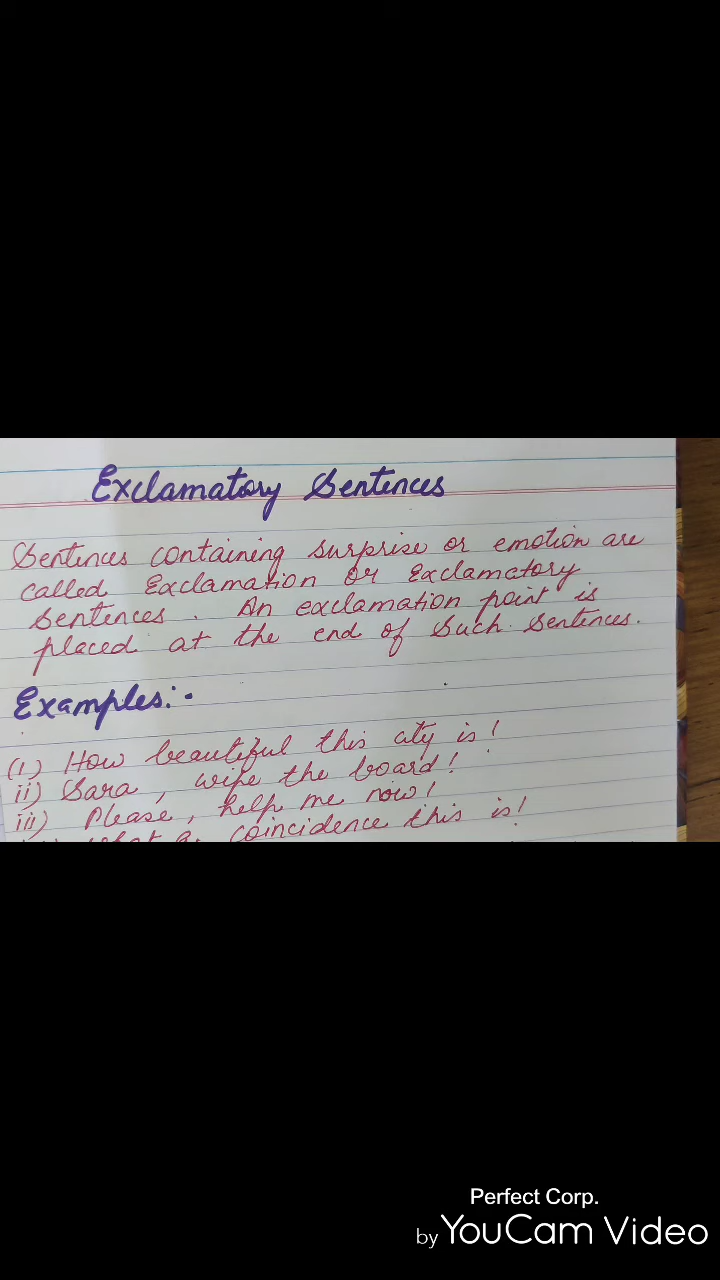 Exclamatory Sentences
Sentences containing surprise or emotion are
called Exclamation or Exclamatory
sentences. An exclamation point is
placed at the end of such sentences.
Examples:-
(i) How beautiful this city is!
ii) Sara, wipe the board!
iii) Please, help me now!
What a coincidence this is!
Perfect Corp.
by YouCam Video